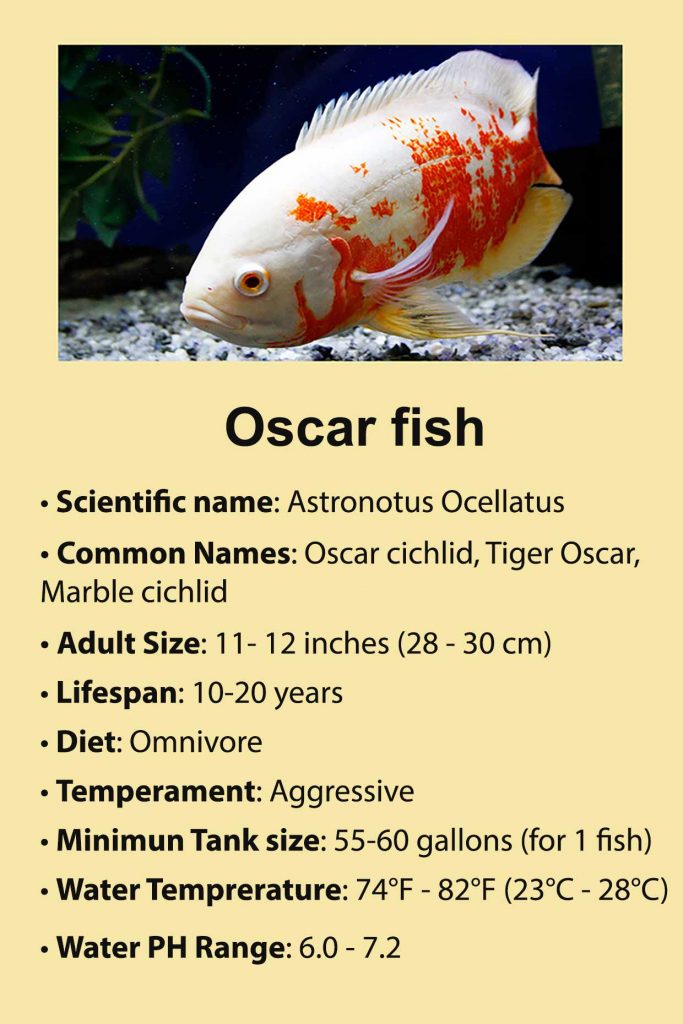 Oscar fish
• Scientific name: Astronotus Ocellatus
• Common Names: Oscar cichlid, Tiger Oscar,
Marble cichlid
• Adult Size: 11- 12 inches (28 - 30 cm)
• Lifespan: 10-20 years
• Diet: Omnivore
• Temperament: Aggressive
• Minimun Tank size: 55-60 gallons (for 1 fish)
• Water Temprerature: 74°F - 82°F (23°C - 28°C)
• Water PH Range: 6.0 - 7.2